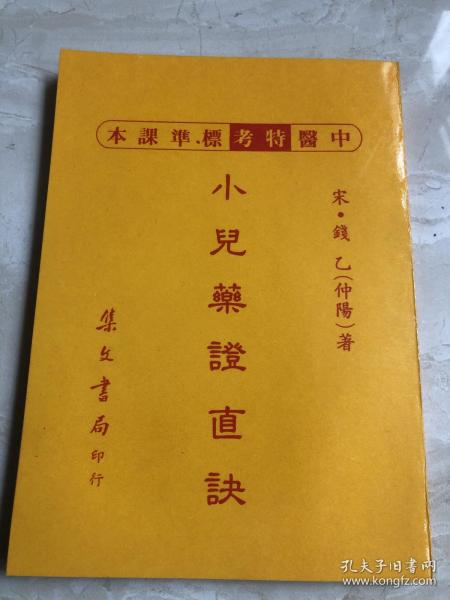 中醫特考標準課本
宋・錢乙(仲陽)著
小兒藥證直訣
集文書局印行
孔夫子旧书网
www.kongfz.com